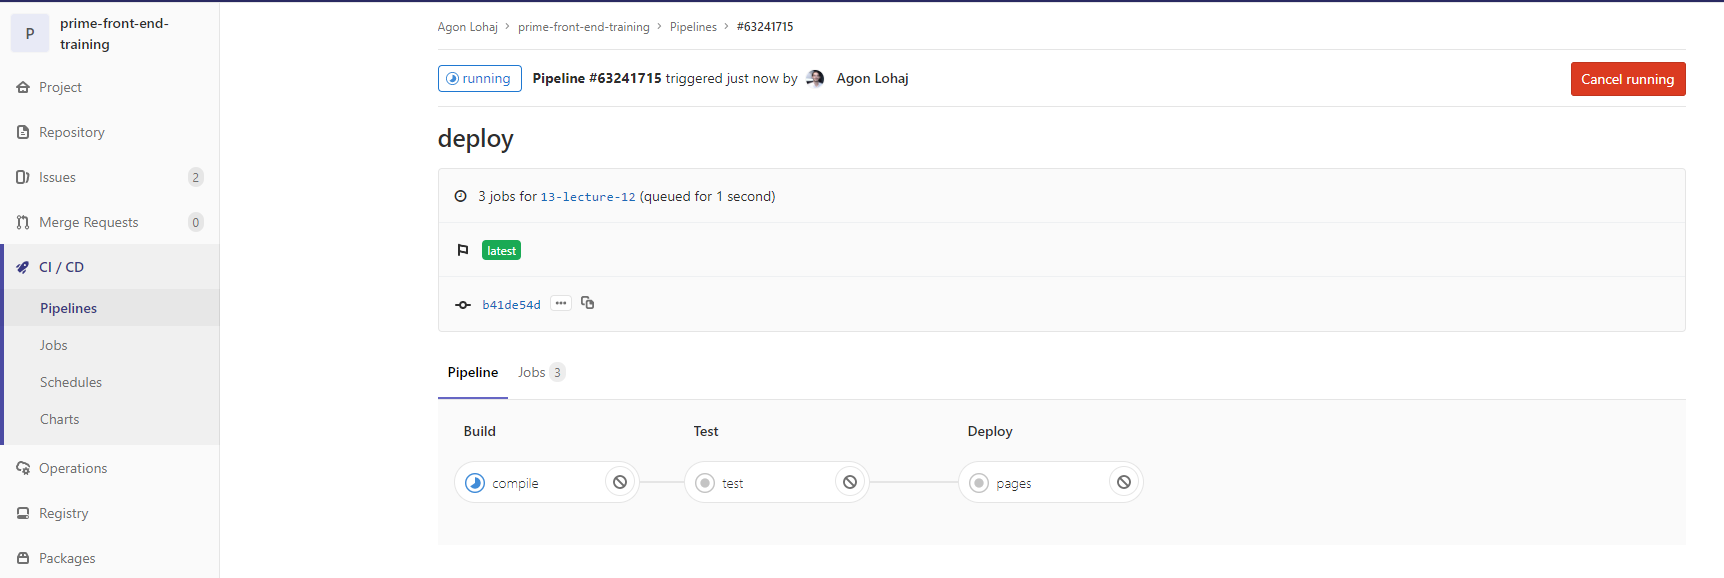 P
prime-front-end-
training
Project
Repository
Issues 2
Merge Requests 0
CI / CD
Pipelines
Jobs
Schedules
Charts
Operations
Registry
Packages
Agon Lohaj › prime-front-end-training › Pipelines › #63241715
running Pipeline #63241715 triggered just now by Agon Lohaj Cancel running
deploy
3 jobs for 13-lecture-12 (queued for 1 second)
latest
b41de54d ...
Pipeline Jobs 3
Build Test Deploy
compile test pages